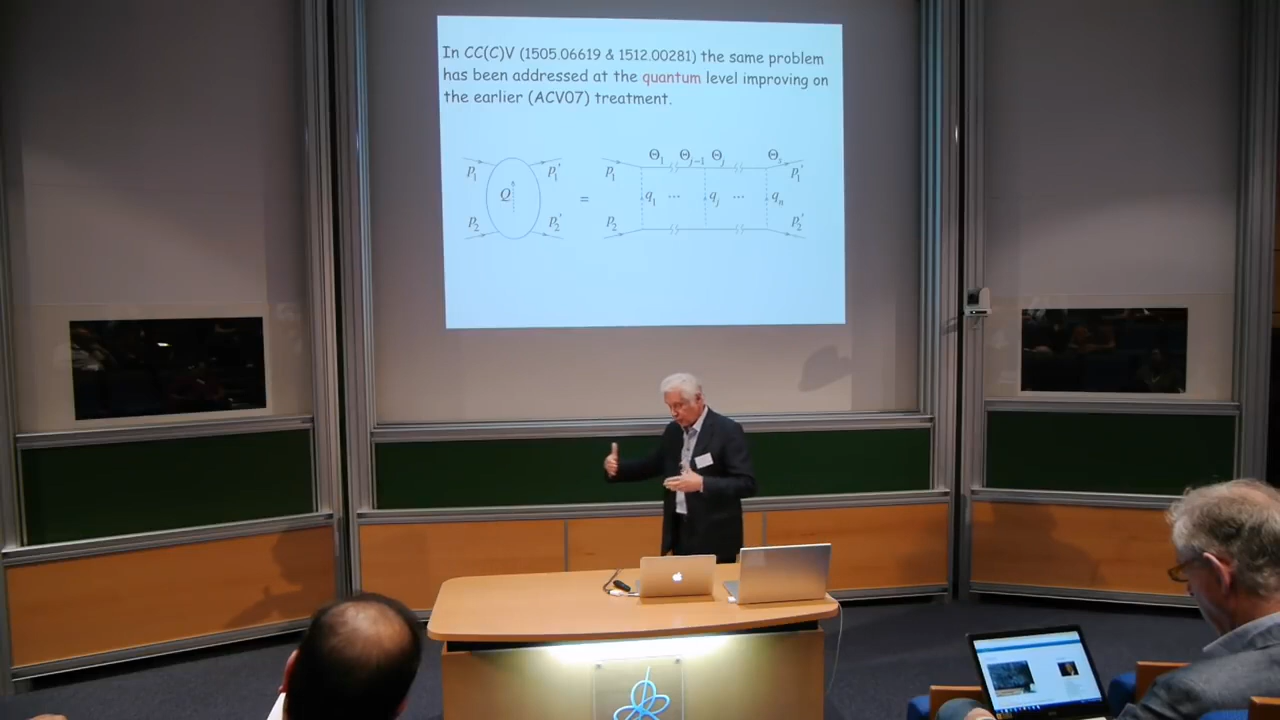 In CC(C)V (1505.06619 & 1512.00281) the same problem
has been addressed at the quantum level improving on
the earlier (ACV07) treatment.
p₁ p₁' p₁ Θ₁ Θⱼ₋₁ Θⱼ p₁'
Q = q₁ ... qⱼ ... qₙ
p₂ p₂' p₂ p₂'